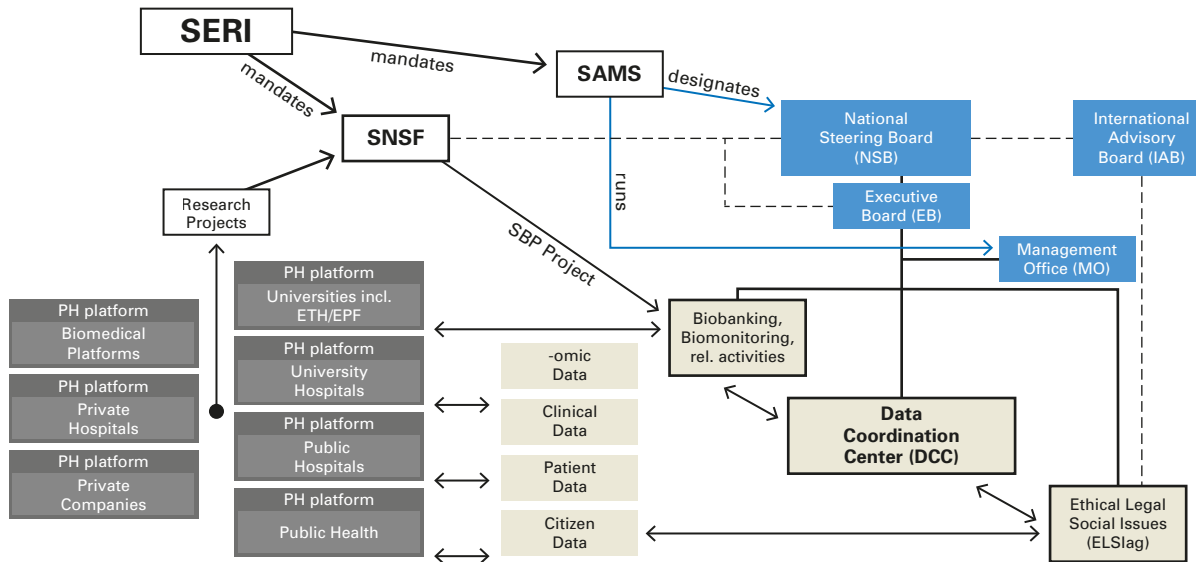 SERI
mandates
mandates
SAMS
designates
National
Steering Board
(NSB)
International
Advisory
Board (IAB)
SNSF
runs
Research
Projects
Executive
Board (EB)
SBP Project
Management
Office (MO)
PH platform
Universities incl.
ETH/EPF
PH platform
Biomedical
Platforms
Biobanking,
Biomonitoring,
rel. activities
PH platform
University
Hospitals
-omic
Data
PH platform
Private
Hospitals
Clinical
Data
Data
Coordination
Center (DCC)
PH platform
Public
Hospitals
PH platform
Private
Companies
Patient
Data
PH platform
Public Health
Citizen
Data
Ethical Legal
Social Issues
(ELSIag)